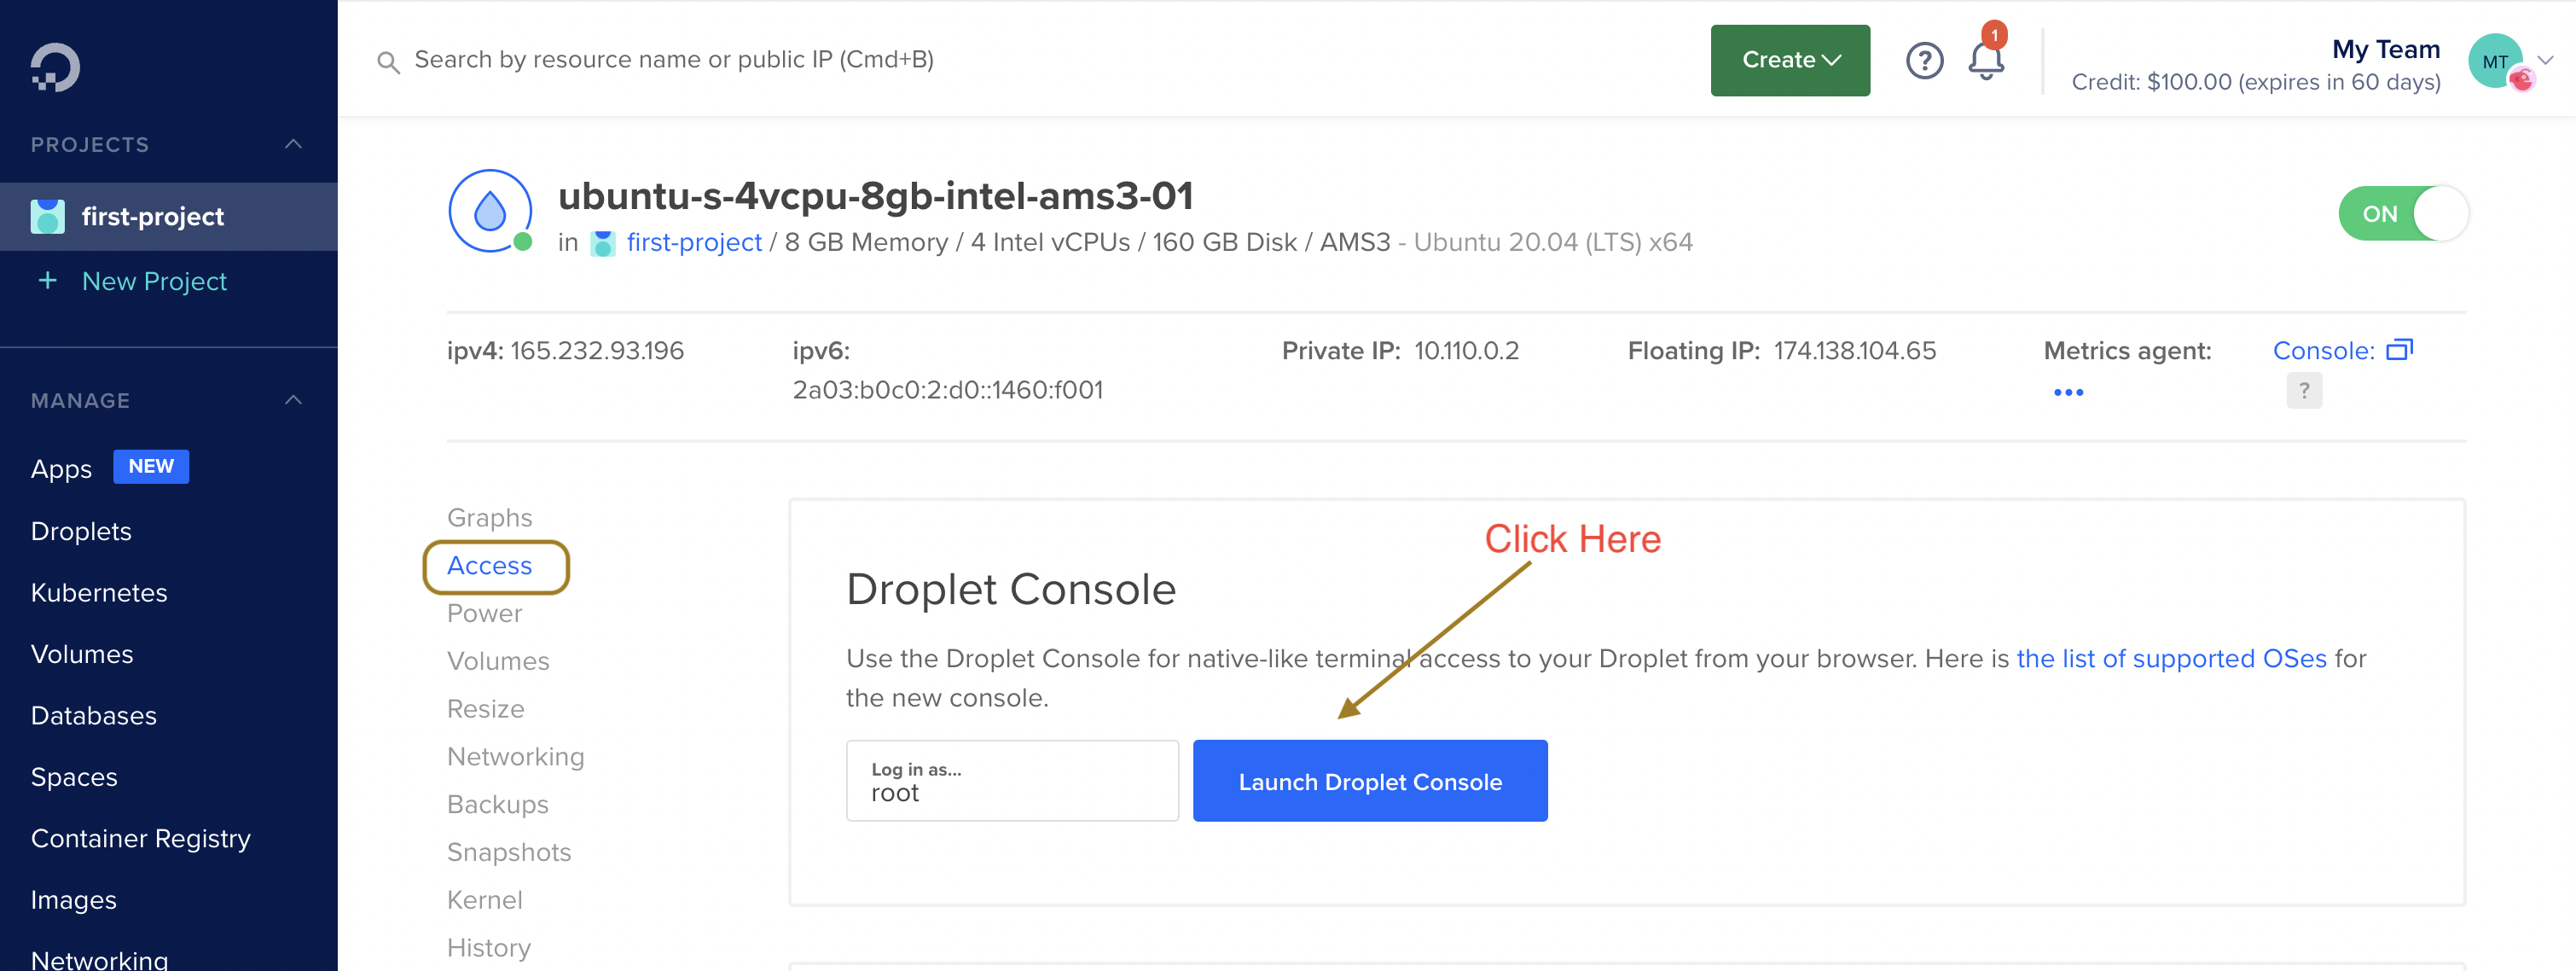 Search by resource name or public IP (Cmd+B)
Create
?
1
My Team
Credit: $100.00 (expires in 60 days)
MT
PROJECTS
first-project
+ New Project
MANAGE
Apps NEW
Droplets
Kubernetes
Volumes
Databases
Spaces
Container Registry
Images
Networking
ubuntu-s-4vcpu-8gb-intel-ams3-01
in first-project / 8 GB Memory / 4 Intel vCPUs / 160 GB Disk / AMS3 - Ubuntu 20.04 (LTS) x64
ON
ipv4: 165.232.93.196
ipv6:
2a03:b0c0:2:d0::1460:f001
Private IP: 10.110.0.2
Floating IP: 174.138.104.65
Metrics agent:
•••
Console:
?
Graphs
Access
Power
Volumes
Resize
Networking
Backups
Snapshots
Kernel
History
Click Here
Droplet Console
Use the Droplet Console for native-like terminal access to your Droplet from your browser. Here is the list of supported OSes for
the new console.
Log in as...
root
Launch Droplet Console